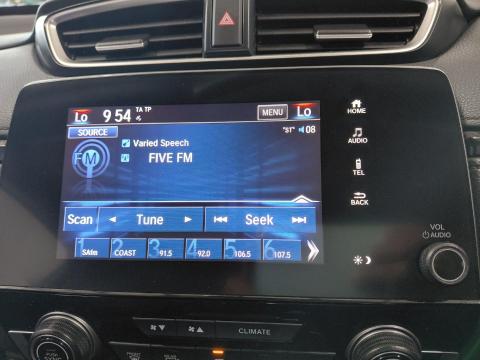 Lo 9 54 TA TP MENU Lo
SOURCE "ST" 08
Varied Speech
FM FIVE FM
Scan Tune Seek
1 SAfm 2 COAST 3 91.5 4 92.0 5 106.5 6 107.5
HOME
AUDIO
TEL
BACK
VOL
AUDIO
CLIMATE
PUSH
SYNC